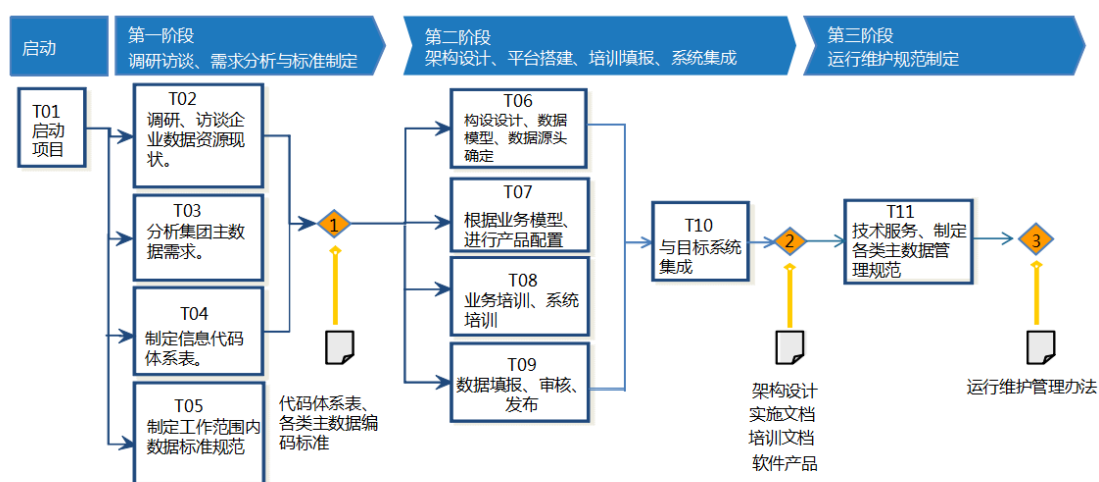 启动
第一阶段
调研访谈、需求分析与标准制定
第二阶段
架构设计、平台搭建、培训填报、系统集成
第三阶段
运行维护规范制定
T01
启动
项目
T02
调研、访谈企
业数据资源现
状。
T03
分析集团主数
据需求。
T04
制定信息代码
体系表。
T05
制定工作范围内
数据标准规范
1
代码体系表、
各类主数据编
码标准
T06
构设设计、数据
模型、数据源头
确定
T07
根据业务模型、
进行产品配置
T08
业务培训、系统
培训
T09
数据填报、审核、
发布
T10
与目标系统
集成
2
架构设计
实施文档
培训文档
软件产品
T11
技术服务、制定
各类主数据管
理规范
3
运行维护管理办法